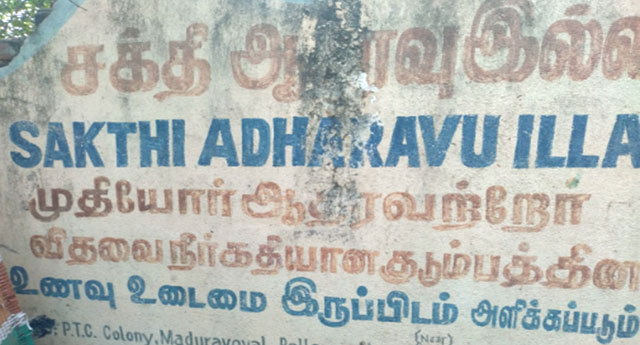 சக்தி ஆதரவு இல்ல
SAKTHI ADHARAVU ILLA
முதியோர் ஆதரவற்றோர்
விதவை நீர்கதியான குடும்பத்தின
உணவு உடைமை இருப்பிடம் அளிக்கப்படும்
P.T.C. Colony, Maduravoyal, (Near)